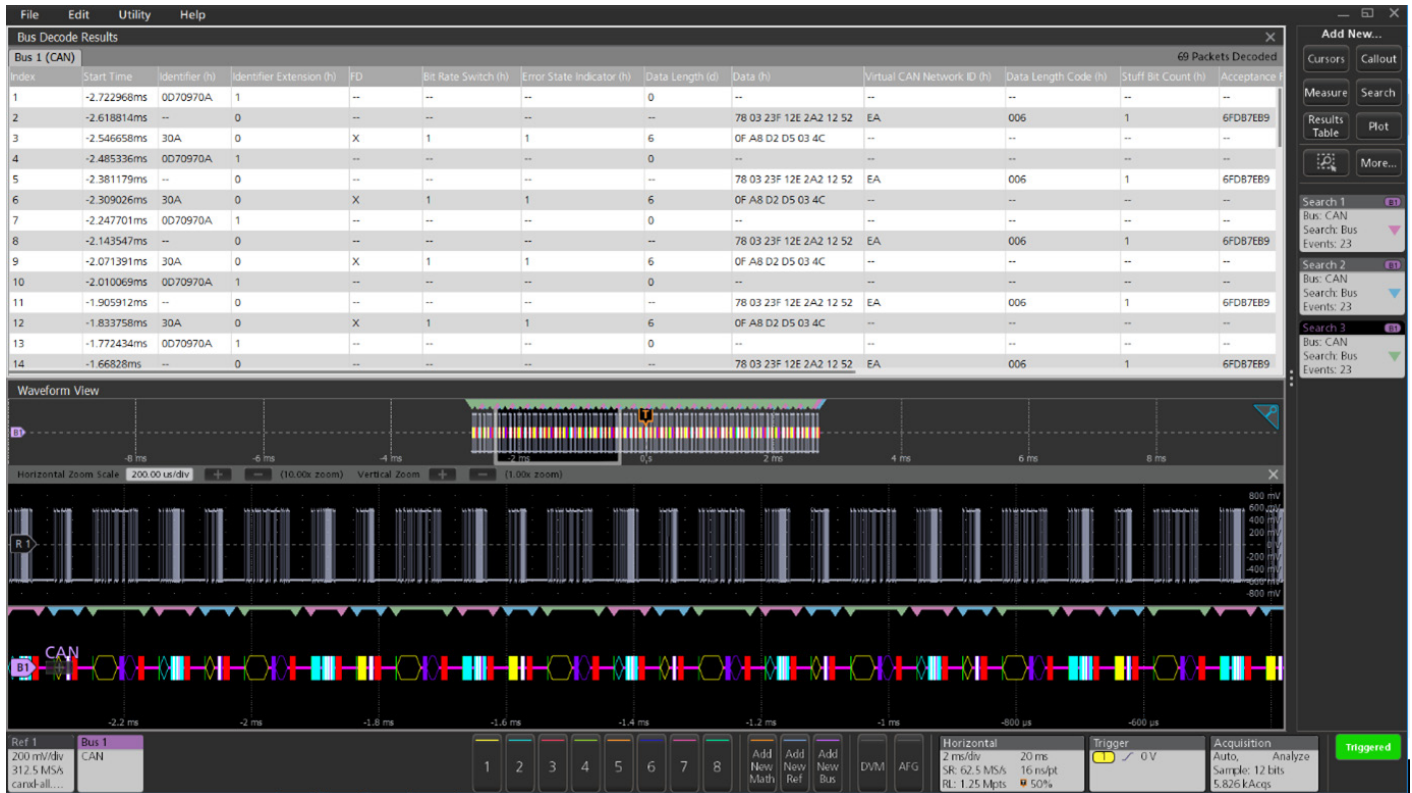 File Edit Utility Help
Bus Decode Results
Bus 1 (CAN) 69 Packets Decoded
Index Start Time Identifier (h) Identifier Extension (h) FD Bit Rate Switch (h) Error State Indicator (h) Data Length (d) Data (h) Virtual CAN Network ID (h) Data Length Code (h) Stuff Bit Count (h) Acceptance F
1 -2.722968ms 0D70970A 1 -- -- -- 0 -- -- -- -- --
2 -2.618814ms -- 0 -- -- -- -- 78 03 23F 12E 2A2 12 52 EA 006 1 6FDB7EB9
3 -2.546658ms 30A 0 X 1 1 6 0F A8 D2 D5 03 4C -- -- -- --
4 -2.485336ms 0D70970A 1 -- -- -- 0 -- -- -- -- --
5 -2.381179ms -- 0 -- -- -- -- 78 03 23F 12E 2A2 12 52 EA 006 1 6FDB7EB9
6 -2.309026ms 30A 0 X 1 1 6 0F A8 D2 D5 03 4C -- -- -- --
7 -2.247701ms 0D70970A 1 -- -- -- 0 -- -- -- -- --
8 -2.143547ms -- 0 -- -- -- -- 78 03 23F 12E 2A2 12 52 EA 006 1 6FDB7EB9
9 -2.071391ms 30A 0 X 1 1 6 0F A8 D2 D5 03 4C -- -- -- --
10 -2.010069ms 0D70970A 1 -- -- -- 0 -- -- -- -- --
11 -1.905912ms -- 0 -- -- -- -- 78 03 23F 12E 2A2 12 52 EA 006 1 6FDB7EB9
12 -1.833758ms 30A 0 X 1 1 6 0F A8 D2 D5 03 4C -- -- -- --
13 -1.772434ms 0D70970A 1 -- -- -- 0 -- -- -- -- --
14 -1.66828ms -- 0 -- -- -- -- 78 03 23F 12E 2A2 12 52 EA 006 1 6FDB7EB9
Waveform View
T
B1
-8 ms -6 ms -4 ms -2 ms 0 s 2 ms 4 ms 6 ms 8 ms
Horizontal Zoom Scale 200.00 us/div + — (10.00x zoom) Vertical Zoom + — (1.00x zoom)
800 mV
600 mV
400 mV
200 mV
R 1
-200 mV
-400 mV
-600 mV
-800 mV
CAN
B1
-2.2 ms -2 ms -1.8 ms -1.6 ms -1.4 ms -1.2 ms -1 ms -800 µs -600 µs
Add New...
Cursors Callout
Measure Search
Results Table Plot
More...
Search 1 B1
Bus: CAN
Search: Bus
Events: 23
Search 2 B1
Bus: CAN
Search: Bus
Events: 23
Search 3 B1
Bus: CAN
Search: Bus
Events: 23
Ref 1
200 mV/div
312.5 MS/s
canxl-all....
Bus 1
CAN
1 2 3 4 5 6 7 8
Add New Math
Add New Ref
Add New Bus
DVM AFG
Horizontal
2 ms/div 20 ms
SR: 62.5 MS/s 16 ns/pt
RL: 1.25 Mpts 50%
Trigger
1 0 V
Acquisition
Auto, Analyze
Sample: 12 bits
5.826 kAcqs
Triggered